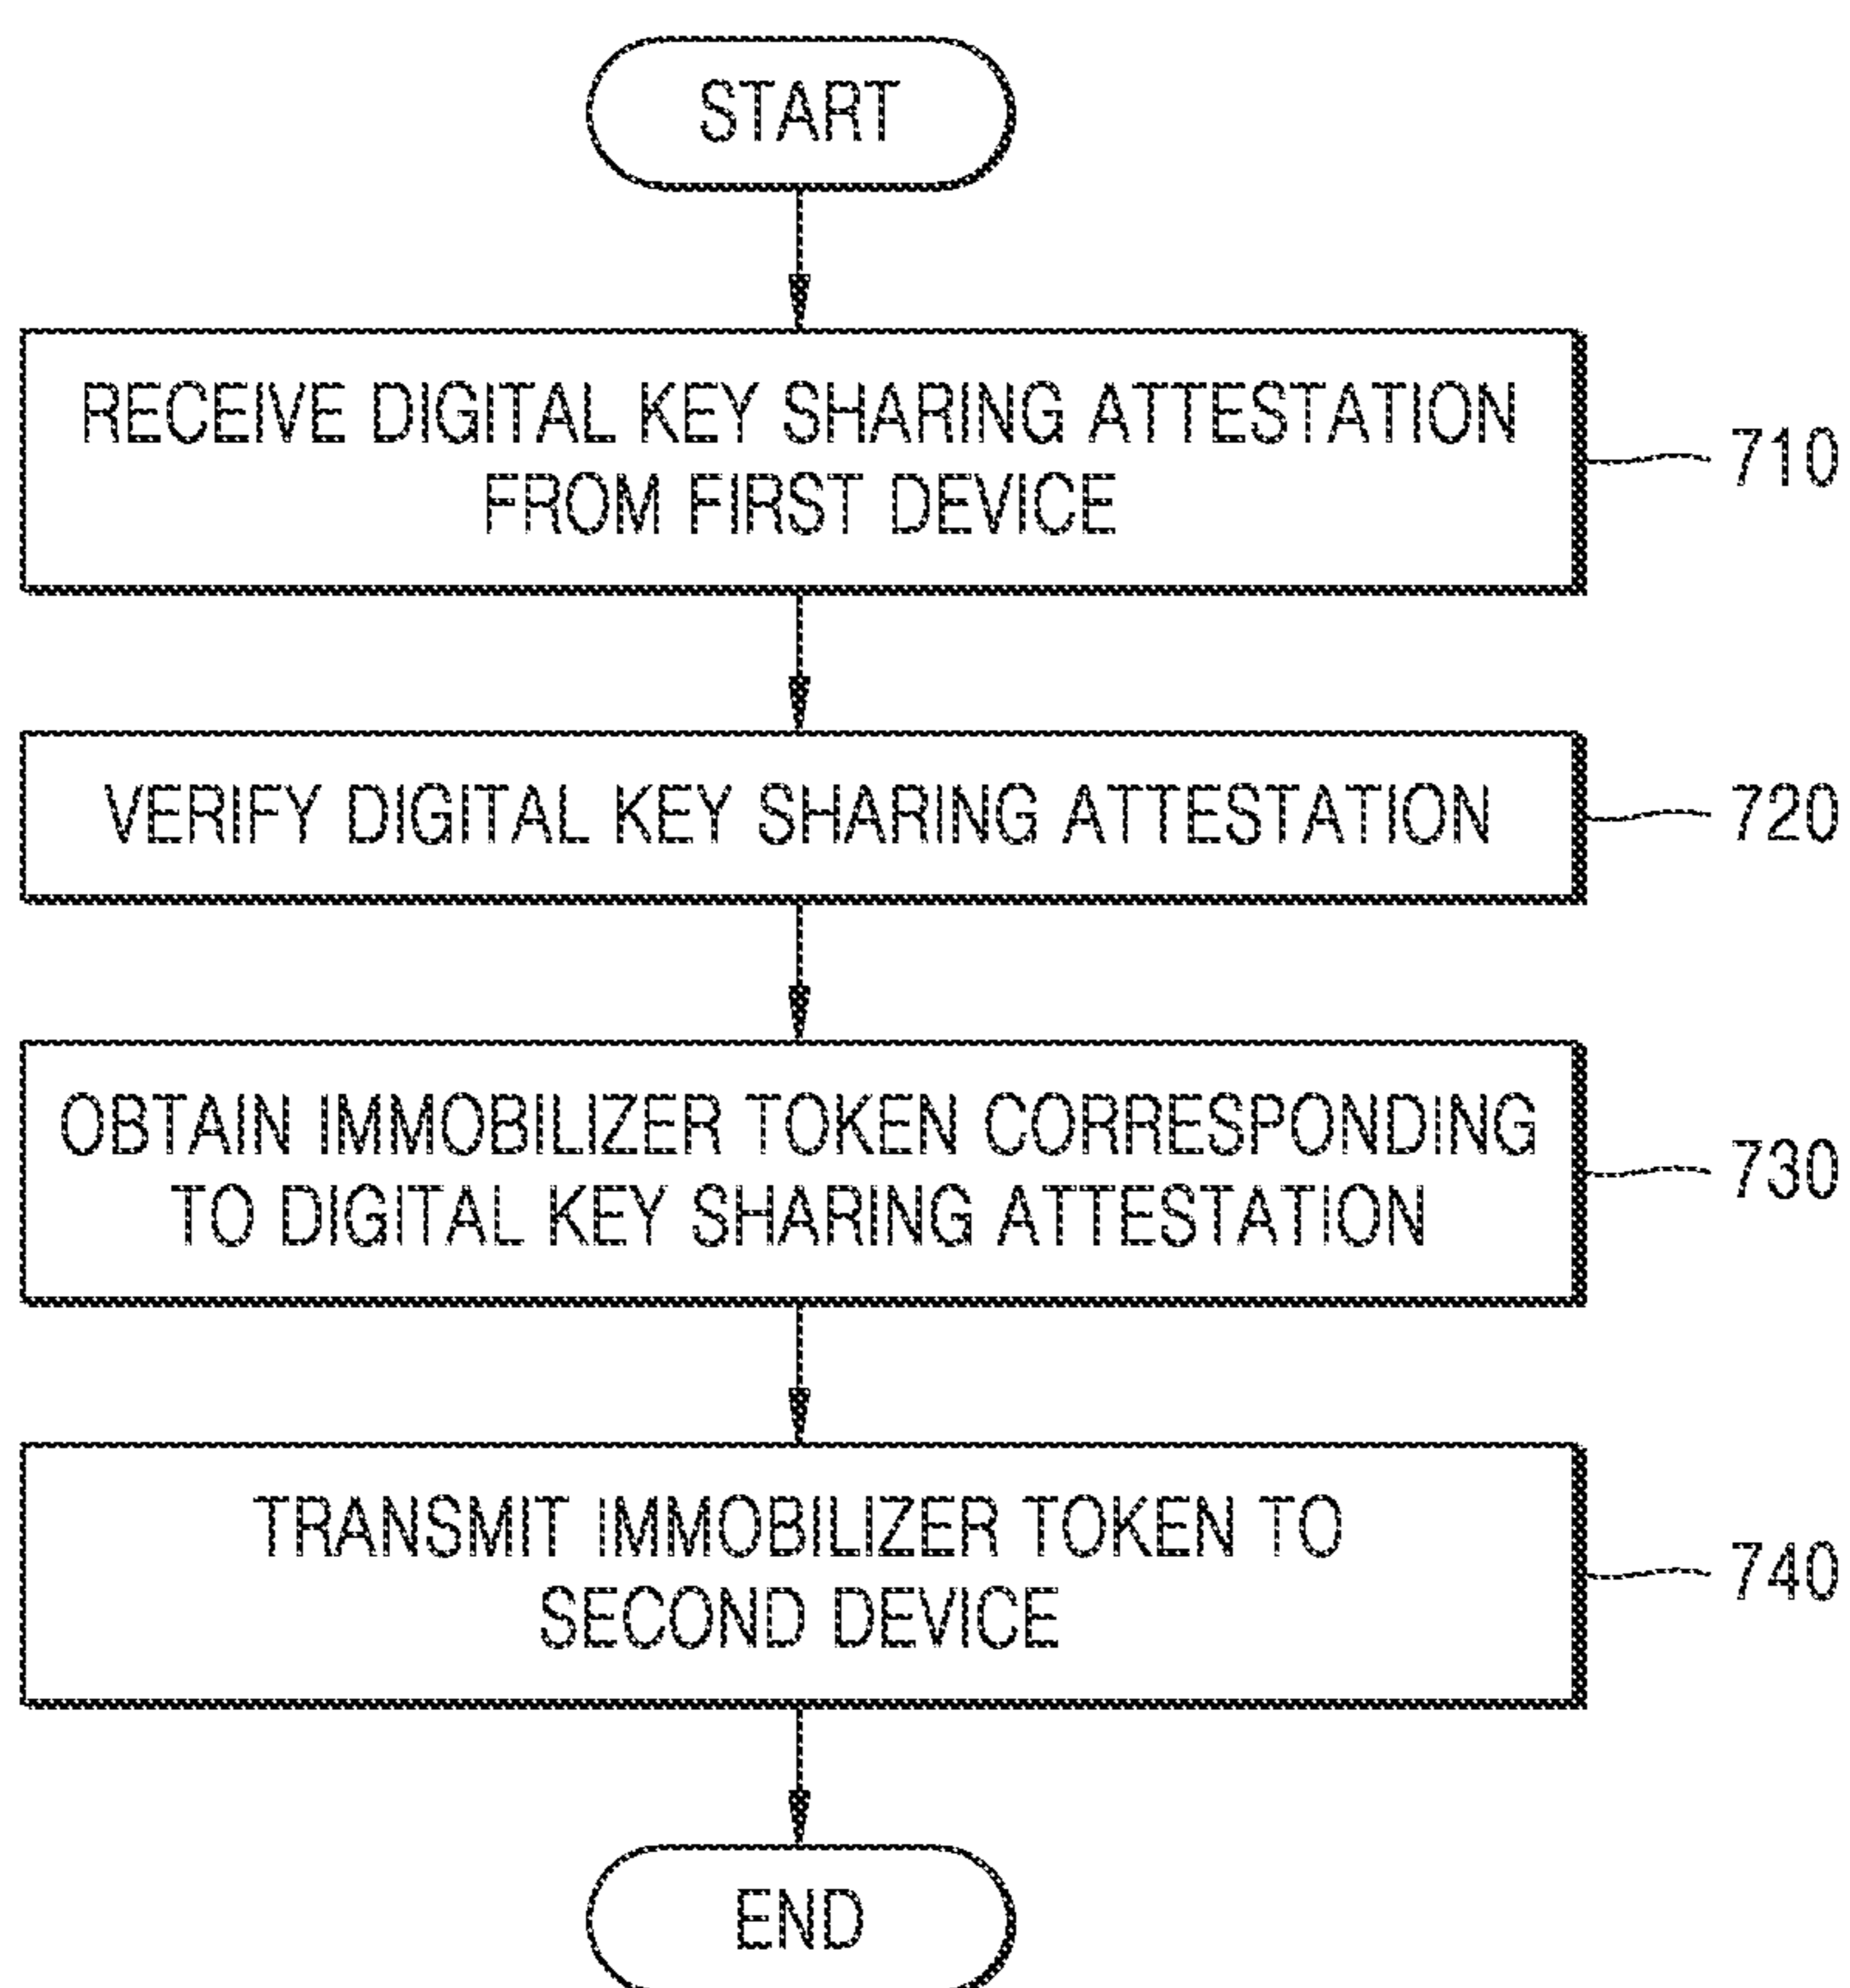 START
RECEIVE DIGITAL KEY SHARING ATTESTATION
FROM FIRST DEVICE
710
VERIFY DIGITAL KEY SHARING ATTESTATION
720
OBTAIN IMMOBILIZER TOKEN CORRESPONDING
TO DIGITAL KEY SHARING ATTESTATION
730
TRANSMIT IMMOBILIZER TOKEN TO
SECOND DEVICE
740
END